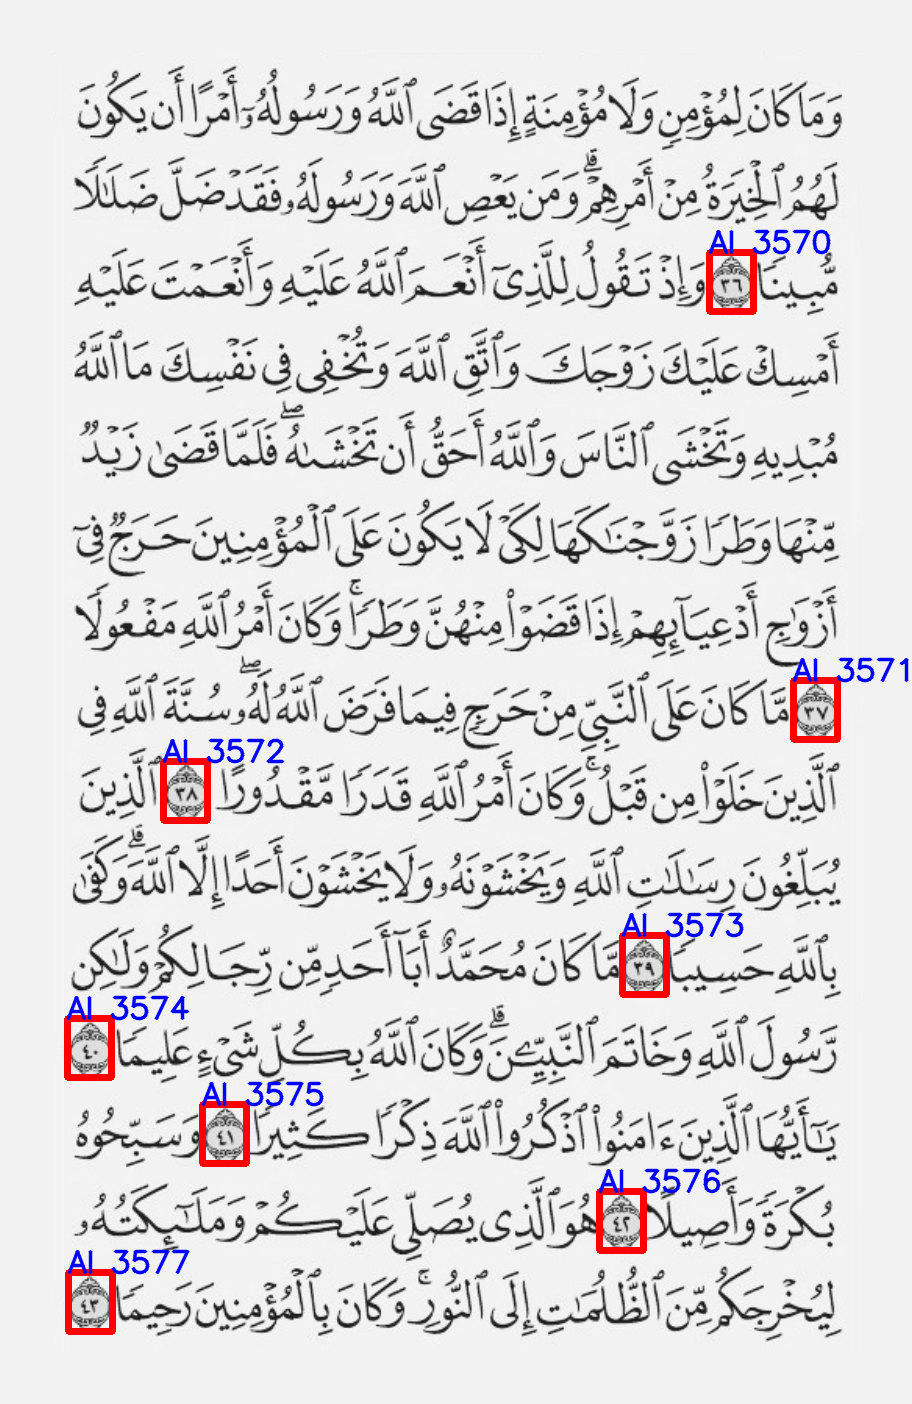 وَمَا كَانَ لِمُؤْمِنٍ وَلَا مُؤْمِنَةٍ إِذَا قَضَى ٱللَّهُ وَرَسُولُهُۥٓ أَمْرًا أَن يَكُونَ
لَهُمُ ٱلْخِيَرَةُ مِنْ أَمْرِهِمْ ۗ وَمَن يَعْصِ ٱللَّهَ وَرَسُولَهُۥ فَقَدْ ضَلَّ ضَلَٰلًا
AI_3570
مُّبِينًا ٣٦ وَإِذْ تَقُولُ لِلَّذِىٓ أَنْعَمَ ٱللَّهُ عَلَيْهِ وَأَنْعَمْتَ عَلَيْهِ
أَمْسِكْ عَلَيْكَ زَوْجَكَ وَٱتَّقِ ٱللَّهَ وَتُخْفِى فِى نَفْسِكَ مَا ٱللَّهُ
مُبْدِيهِ وَتَخْشَى ٱلنَّاسَ وَٱللَّهُ أَحَقُّ أَن تَخْشَىٰهُ ۖ فَلَمَّا قَضَىٰ زَيْدٌ
مِّنْهَا وَطَرًا زَوَّجْنَٰكَهَا لِكَىْ لَا يَكُونَ عَلَى ٱلْمُؤْمِنِينَ حَرَجٌ فِىٓ
أَزْوَٰجِ أَدْعِيَآئِهِمْ إِذَا قَضَوْا۟ مِنْهُنَّ وَطَرًا ۚ وَكَانَ أَمْرُ ٱللَّهِ مَفْعُولًا
AI_3571
٣٧ مَّا كَانَ عَلَى ٱلنَّبِىِّ مِنْ حَرَجٍ فِيمَا فَرَضَ ٱللَّهُ لَهُۥ ۖ سُنَّةَ ٱللَّهِ فِى
AI_3572
ٱلَّذِينَ خَلَوْا۟ مِن قَبْلُ ۚ وَكَانَ أَمْرُ ٱللَّهِ قَدَرًا مَّقْدُورًا ٣٨ ٱلَّذِينَ
يُبَلِّغُونَ رِسَٰلَٰتِ ٱللَّهِ وَيَخْشَوْنَهُۥ وَلَا يَخْشَوْنَ أَحَدًا إِلَّا ٱللَّهَ ۗ وَكَفَىٰ
AI_3573
بِٱللَّهِ حَسِيبًا ٣٩ مَّا كَانَ مُحَمَّدٌ أَبَآ أَحَدٍ مِّن رِّجَالِكُمْ وَلَٰكِن
AI_3574
رَّسُولَ ٱللَّهِ وَخَاتَمَ ٱلنَّبِيِّۦنَ ۗ وَكَانَ ٱللَّهُ بِكُلِّ شَىْءٍ عَلِيمًا ٤٠
AI_3575
يَٰٓأَيُّهَا ٱلَّذِينَ ءَامَنُوا۟ ٱذْكُرُوا۟ ٱللَّهَ ذِكْرًا كَثِيرًا ٤١ وَسَبِّحُوهُ
AI_3576
بُكْرَةً وَأَصِيلًا ٤٢ هُوَ ٱلَّذِى يُصَلِّى عَلَيْكُمْ وَمَلَٰٓئِكَتُهُۥ
AI_3577
لِيُخْرِجَكُم مِّنَ ٱلظُّلُمَٰتِ إِلَى ٱلنُّورِ ۚ وَكَانَ بِٱلْمُؤْمِنِينَ رَحِيمًا ٤٣